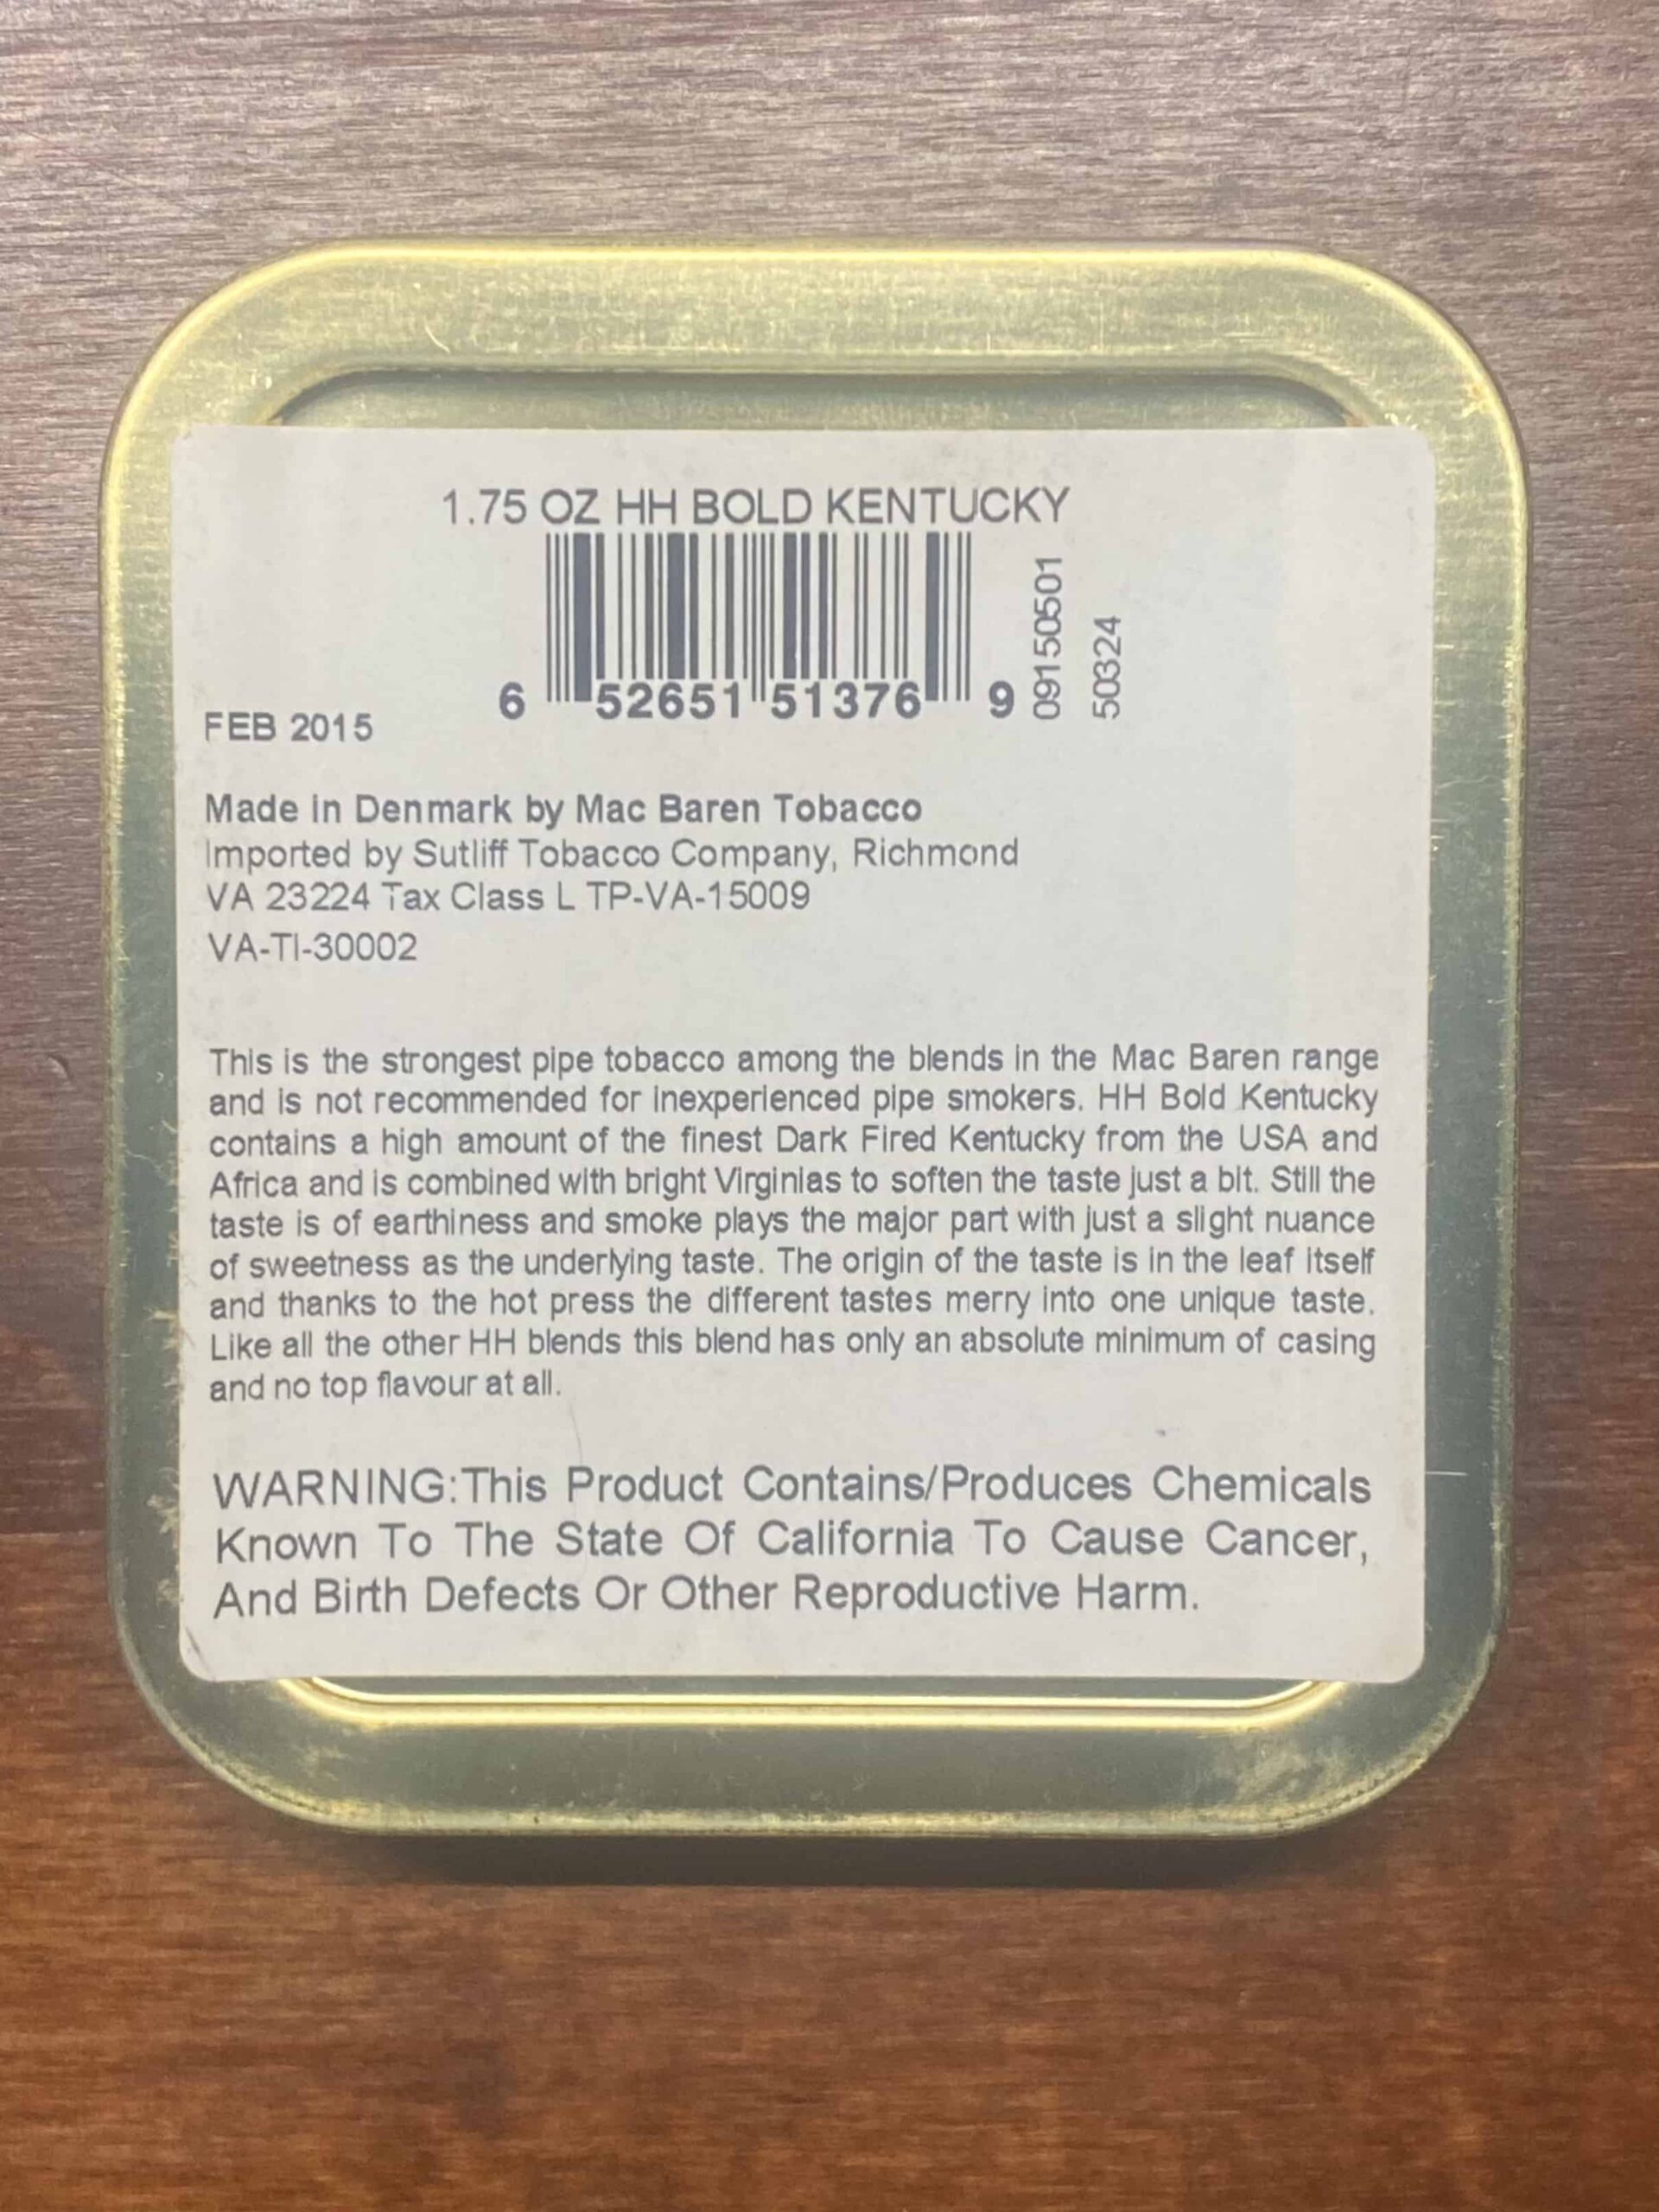 1.75 OZ HH BOLD KENTUCKY
6 52651 51376 9
09150501
50324
FEB 2015
Made in Denmark by Mac Baren Tobacco
Imported by Sutliff Tobacco Company, Richmond
VA 23224 Tax Class L TP-VA-15009
VA-TI-30002
This is the strongest pipe tobacco among the blends in the Mac Baren range
and is not recommended for inexperienced pipe smokers. HH Bold Kentucky
contains a high amount of the finest Dark Fired Kentucky from the USA and
Africa and is combined with bright Virginias to soften the taste just a bit. Still the
taste is of earthiness and smoke plays the major part with just a slight nuance
of sweetness as the underlying taste. The origin of the taste is in the leaf itself
and thanks to the hot press the different tastes merry into one unique taste.
Like all the other HH blends this blend has only an absolute minimum of casing
and no top flavour at all.
WARNING:This Product Contains/Produces Chemicals
Known To The State Of California To Cause Cancer,
And Birth Defects Or Other Reproductive Harm.